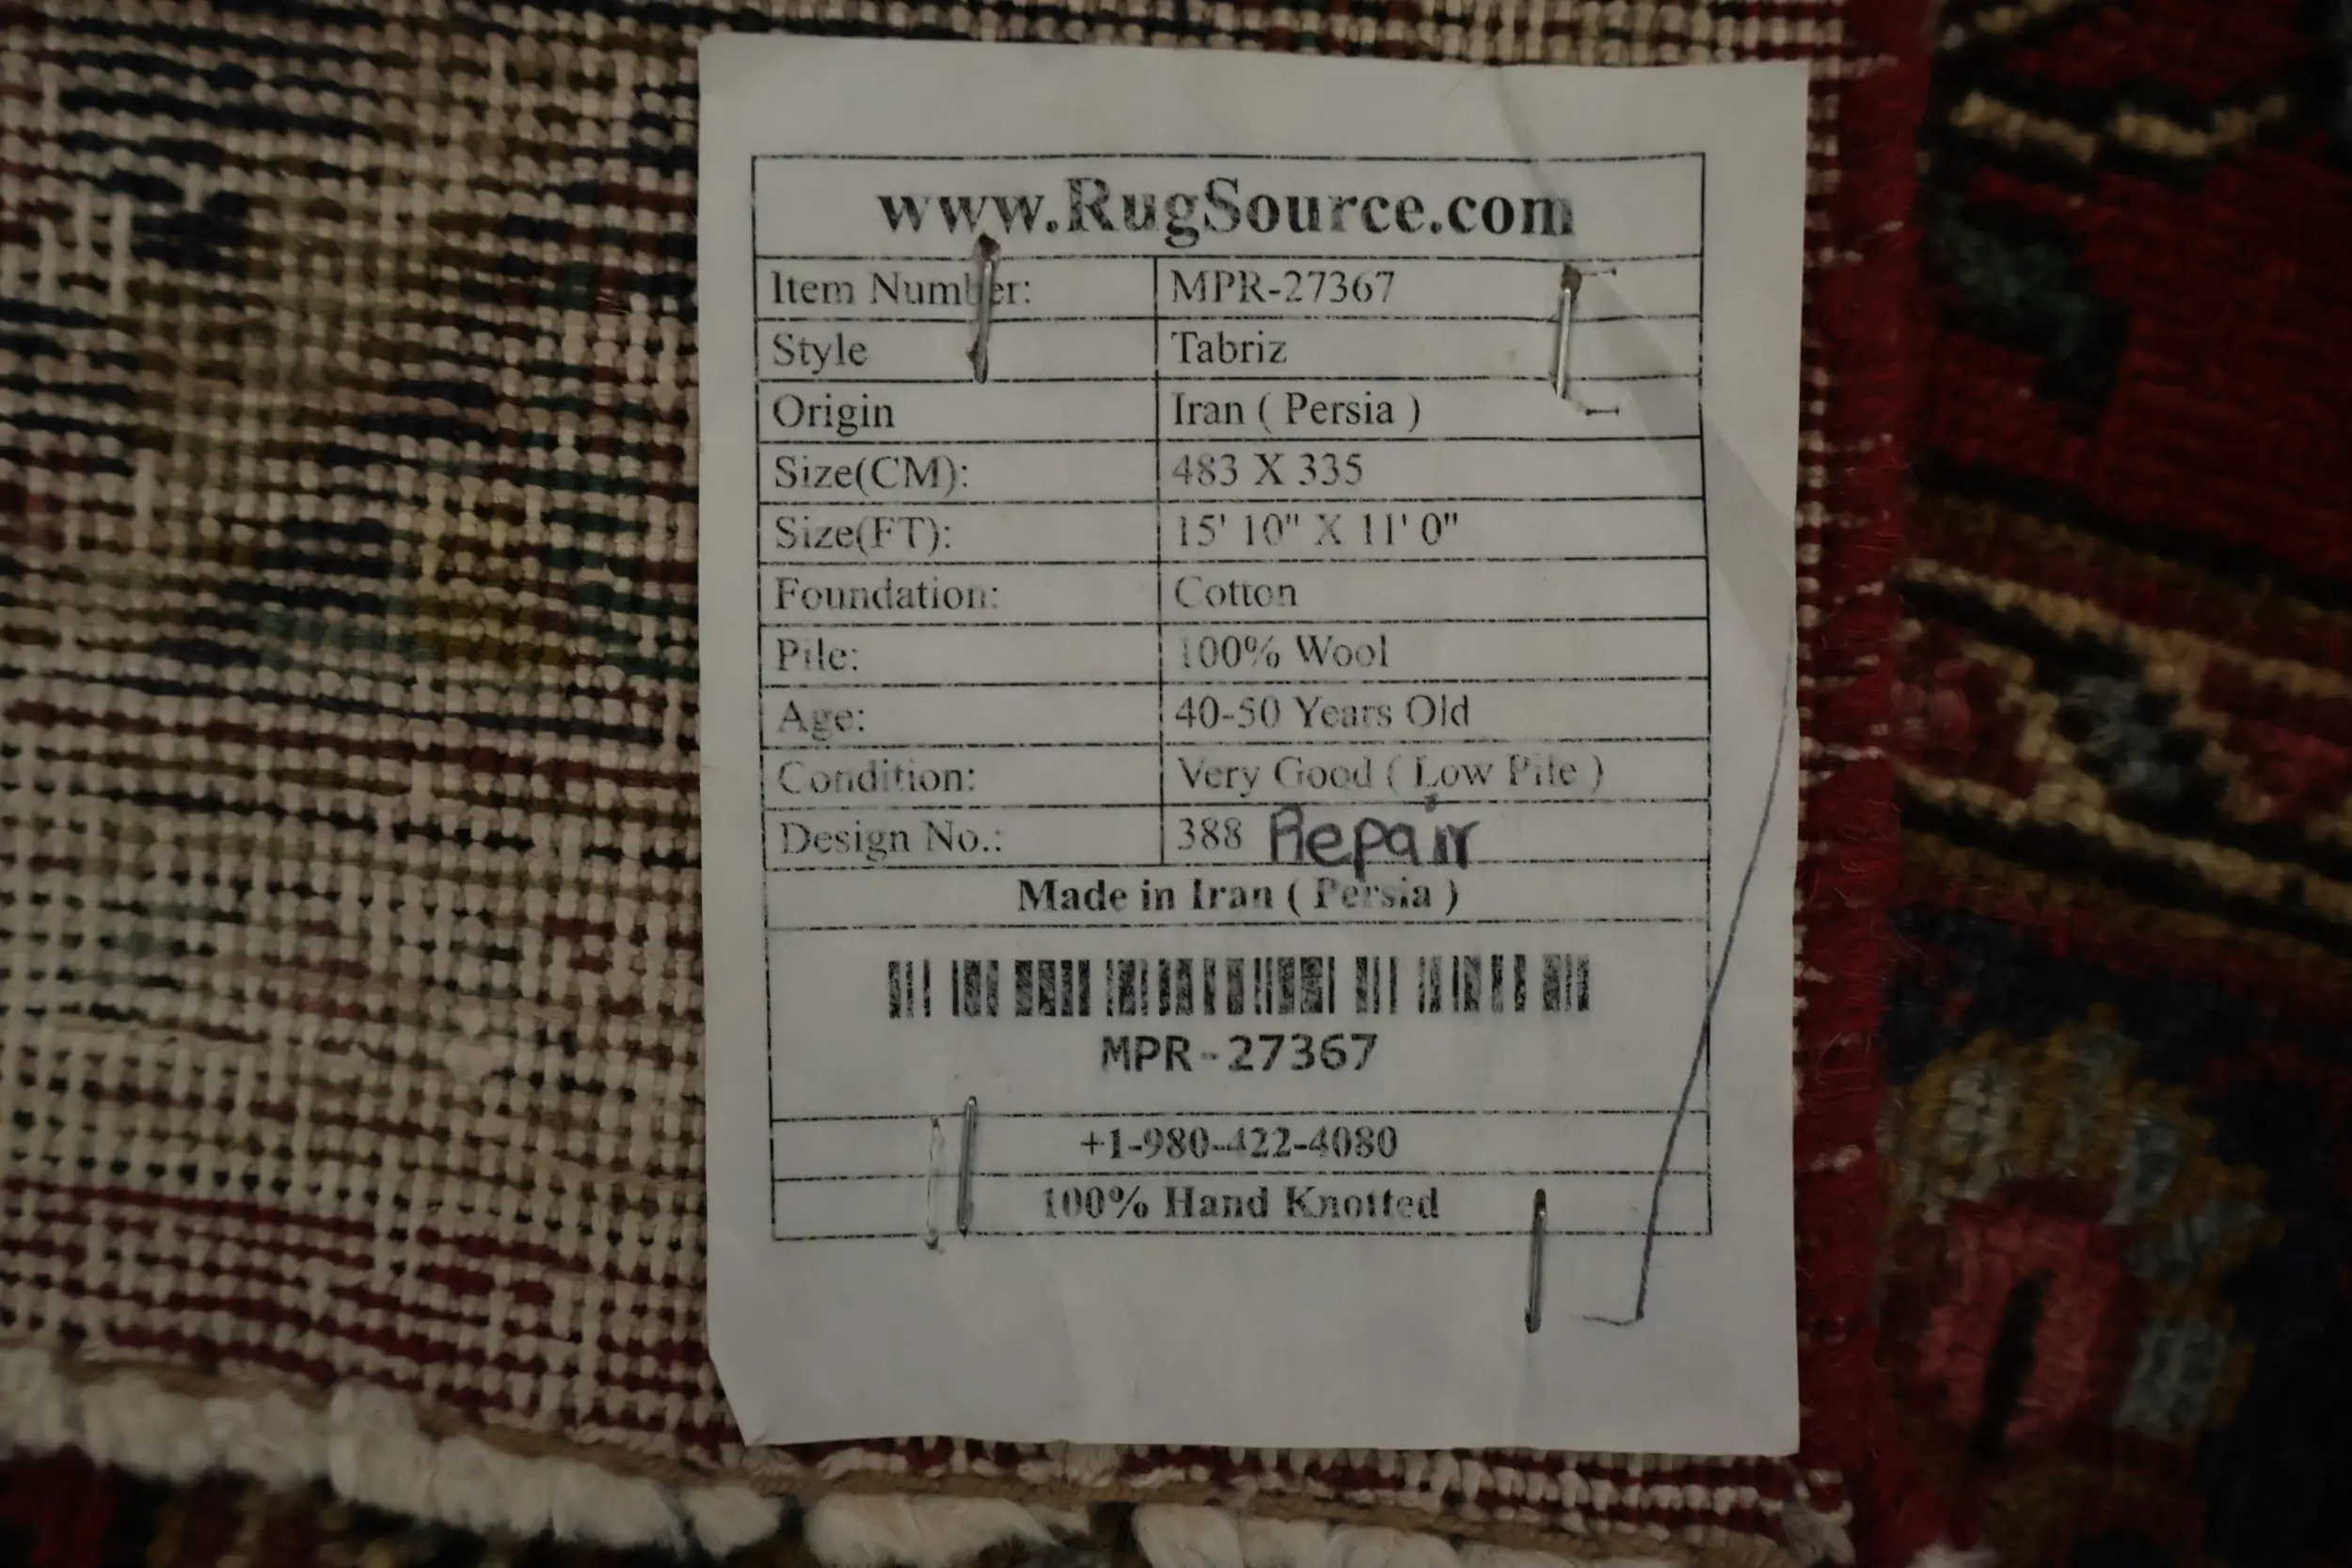 www.RugSource.com
Item Number: MPR-27367
Style Tabriz
Origin Iran ( Persia )
Size(CM): 483 X 335
Size(FT): 15' 10" X 11' 0"
Foundation: Cotton
Pile: 100% Wool
Age: 40-50 Years Old
Condition: Very Good ( Low Pile )
Design No.: 388 Repair
Made in Iran ( Persia )
MPR-27367
+1-980-422-4080
100% Hand Knotted